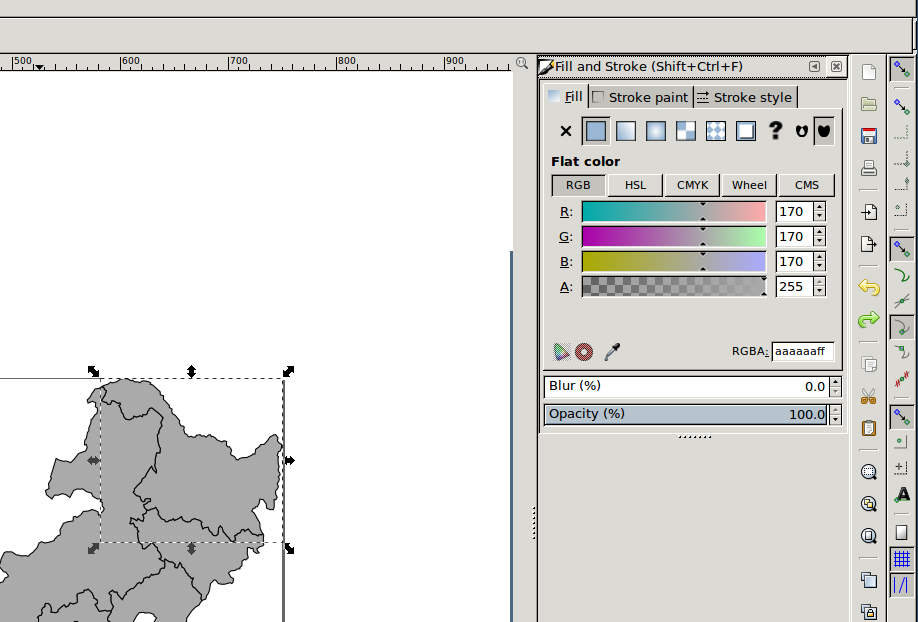 500 600 700 800 900
Fill and Stroke (Shift+Ctrl+F)
Fill Stroke paint Stroke style
?
Flat color
RGB HSL CMYK Wheel CMS
R: 170
G: 170
B: 170
A: 255
RGBA: aaaaaaff
Blur (%) 0.0
Opacity (%) 100.0
A